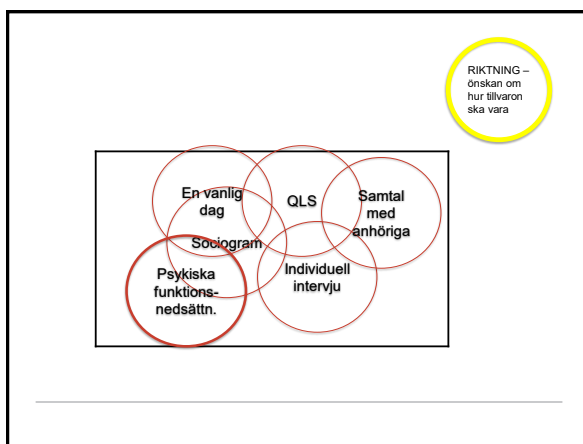 RIKTNING –
önskan om
hur tillvaron
ska vara
En vanlig
dag
QLS
Samtal
med
anhöriga
Sociogram
Individuell
intervju
Psykiska
funktions-
nedsättn.